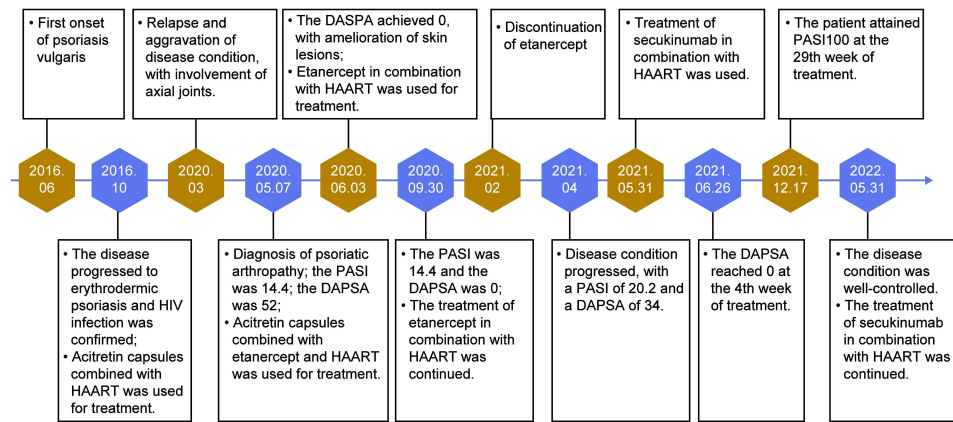 • First onset
of psoriasis
vulgaris
• Relapse and
aggravation of
disease condition,
with involvement of
axial joints.
• The DASPA achieved 0,
with amelioration of skin
lesions;
• Etanercept in combination
with HAART was used for
treatment.
• Discontinuation
of etanercept
• Treatment of
secukinumab in
combination with
HAART was used.
• The patient attained
PASI100 at the
29th week of
treatment.
2016.
06
2016.
10
2020.
03
2020.
05.07
2020.
06.03
2020.
09.30
2021.
02
2021.
04
2021.
05.31
2021.
06.26
2021.
12.17
2022.
05.31
• The disease
progressed to
erythrodermic
psoriasis and HIV
infection was
confirmed;
• Acitretin capsules
combined with
HAART was used
for treatment.
• Diagnosis of psoriatic
arthropathy; the PASI
was 14.4; the DAPSA
was 52;
• Acitretin capsules
combined with
etanercept and HAART
was used for treatment.
• The PASI was
14.4 and the
DAPSA was 0;
• The treatment of
etanercept in
combination with
HAART was
continued.
• Disease condition
progressed, with
a PASI of 20.2 and
a DAPSA of 34.
• The DAPSA
reached 0 at
the 4th week
of treatment.
• The disease
condition was
well-controlled.
• The treatment
of secukinumab
in combination
with HAART was
continued.